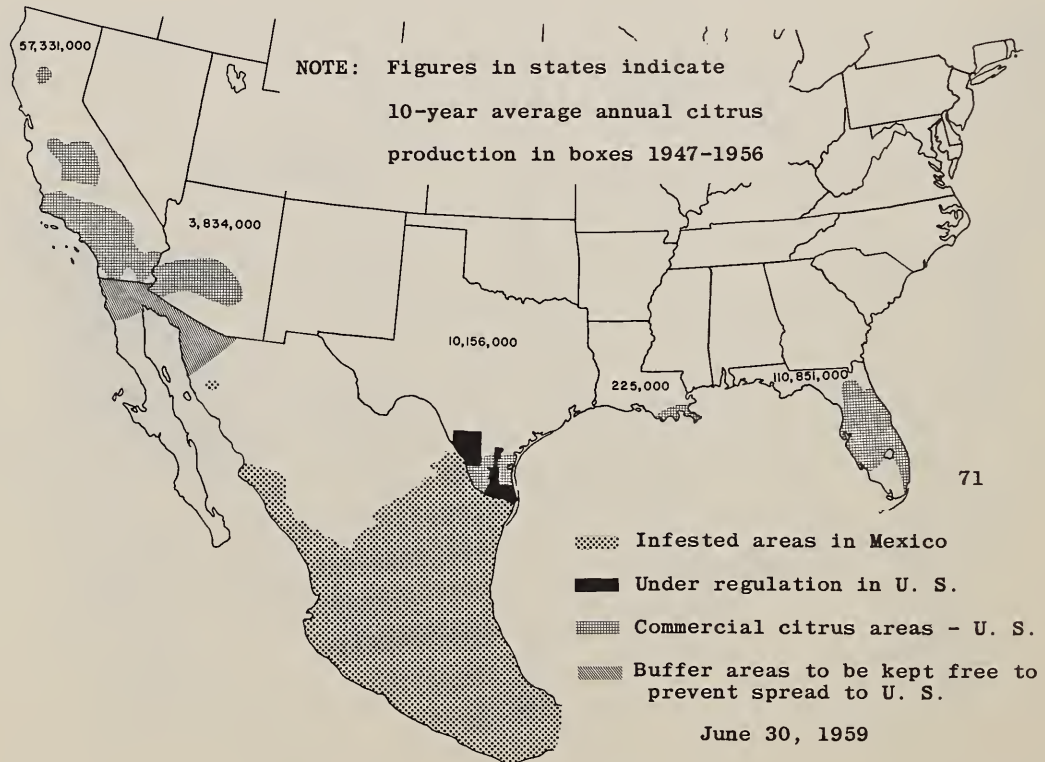 57,331,000
NOTE: Figures in states indicate
10-year average annual citrus
production in boxes 1947-1956
3,834,000
10,156,000
225,000
110,851,000
71
Infested areas in Mexico
Under regulation in U. S.
Commercial citrus areas - U. S.
Buffer areas to be kept free to
prevent spread to U. S.
June 30, 1959